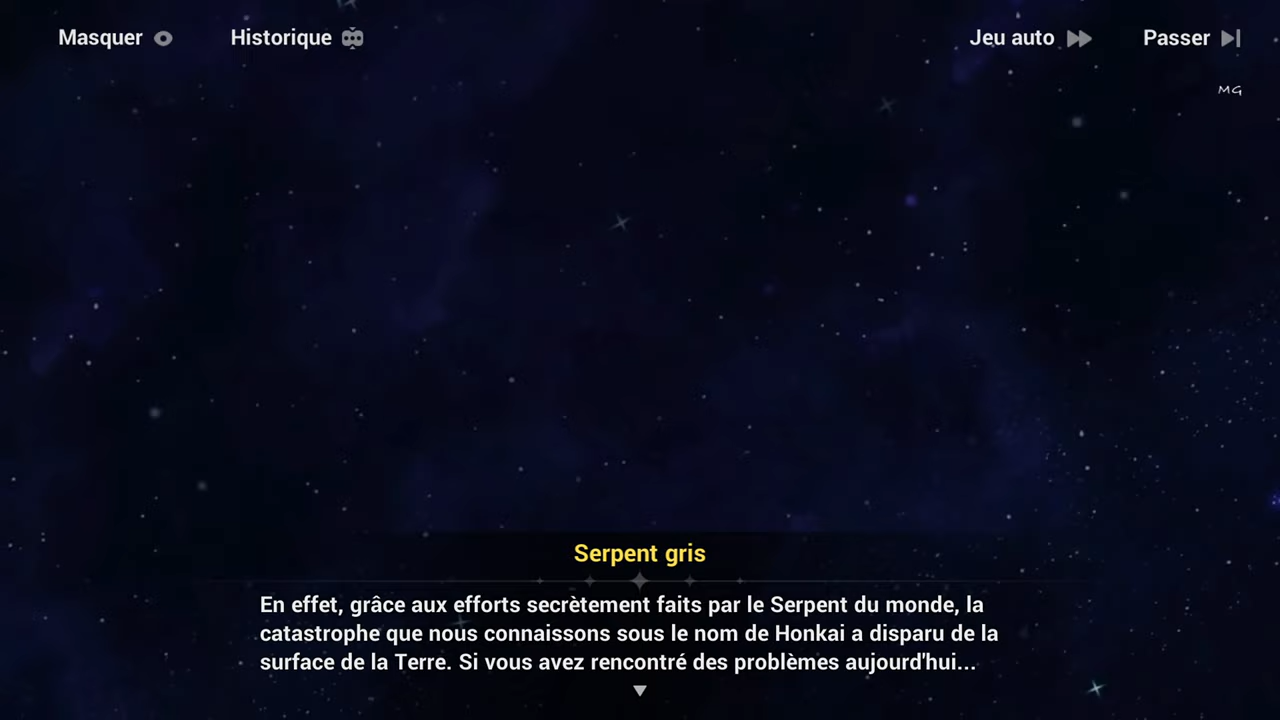 Masquer
Historique
Jeu auto
Passer
MG
Serpent gris
En effet, grâce aux efforts secrètement faits par le Serpent du monde, la
catastrophe que nous connaissons sous le nom de Honkai a disparu de la
surface de la Terre. Si vous avez rencontré des problèmes aujourd'hui...